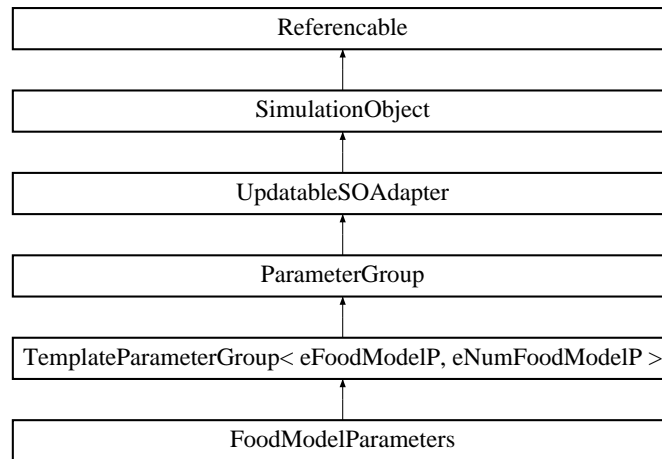 Referencable
SimulationObject
UpdatableSOAdapter
ParameterGroup
TemplateParameterGroup< eFoodModelP, eNumFoodModelP >
FoodModelParameters